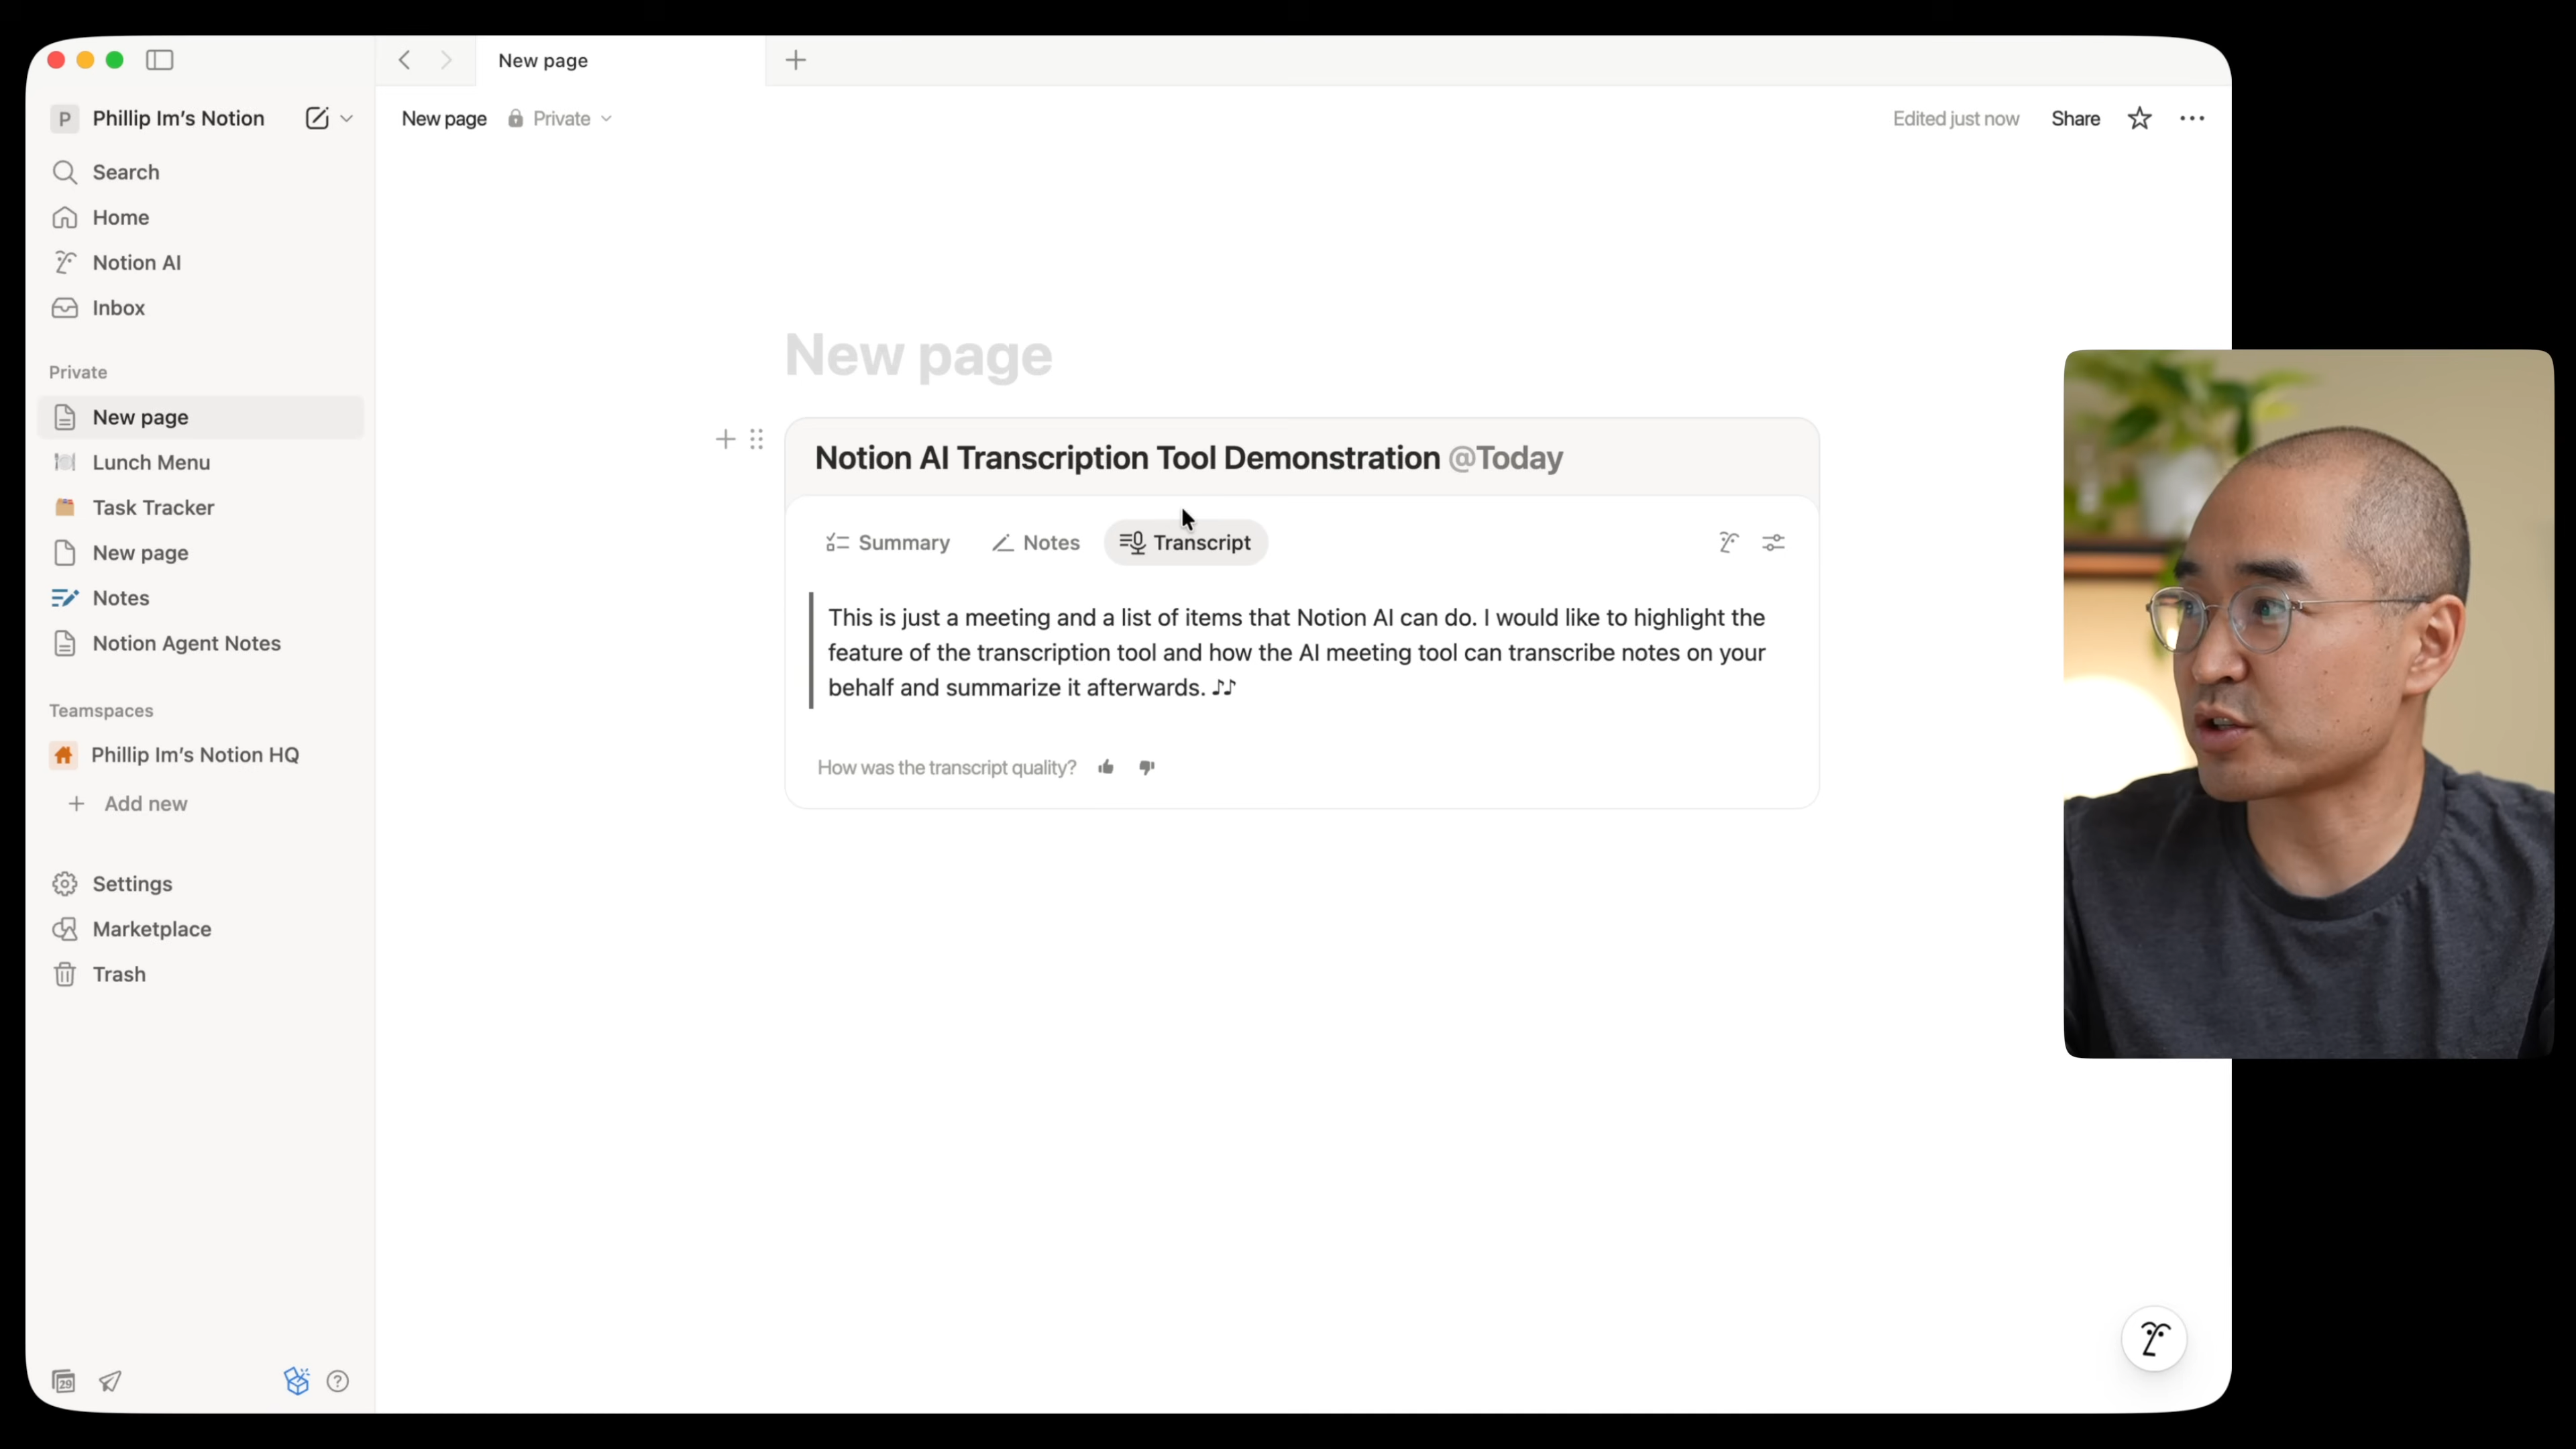 New page
P Phillip Im's Notion
Search
Home
Notion AI
Inbox
Private
New page
Lunch Menu
Task Tracker
New page
Notes
Notion Agent Notes
Teamspaces
Phillip Im's Notion HQ
Add new
Settings
Marketplace
Trash
29
New page Private
Edited just now Share
New page
Notion AI Transcription Tool Demonstration @Today
Summary Notes Transcript
This is just a meeting and a list of items that Notion AI can do. I would like to highlight the
feature of the transcription tool and how the AI meeting tool can transcribe notes on your
behalf and summarize it afterwards. ♪♪
How was the transcript quality?